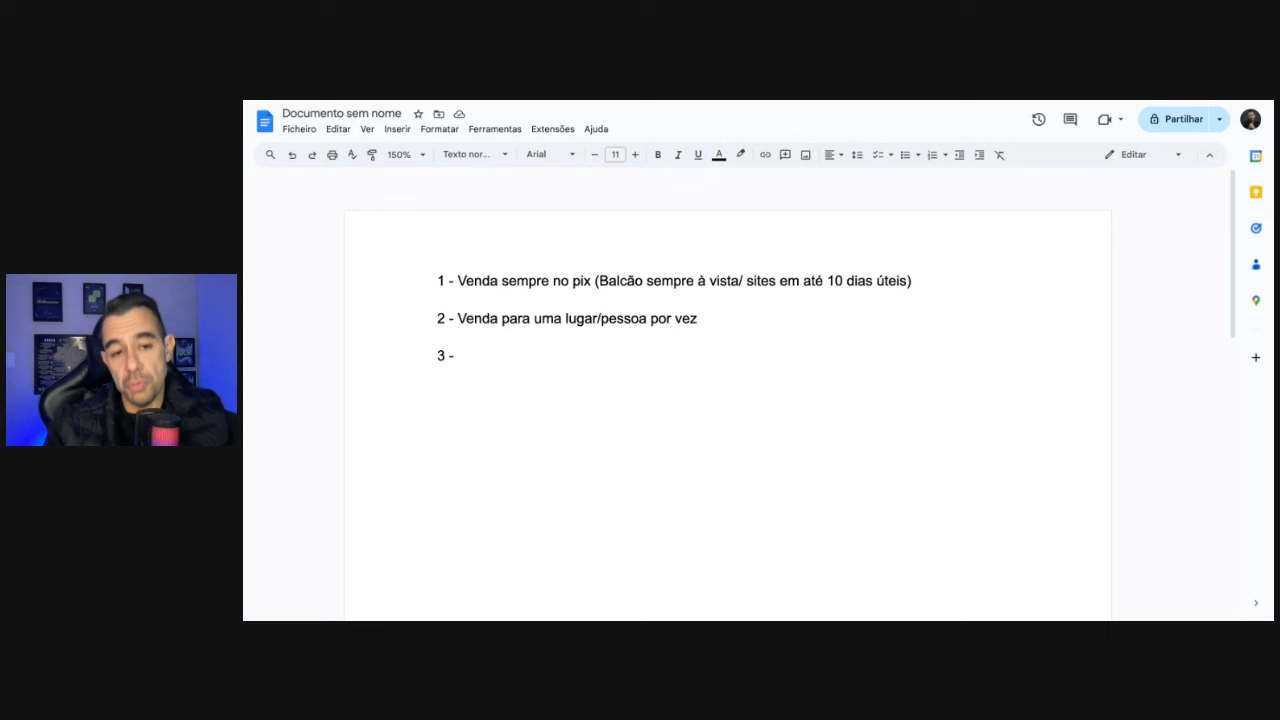 Documento sem nome
Ficheiro Editar Ver Inserir Formatar Ferramentas Extensões Ajuda
Partilhar
150% Texto nor... Arial 11 B I U A Editar
1 - Venda sempre no pix (Balcão sempre à vista/ sites em até 10 dias úteis)
2 - Venda para uma lugar/pessoa por vez
3 -